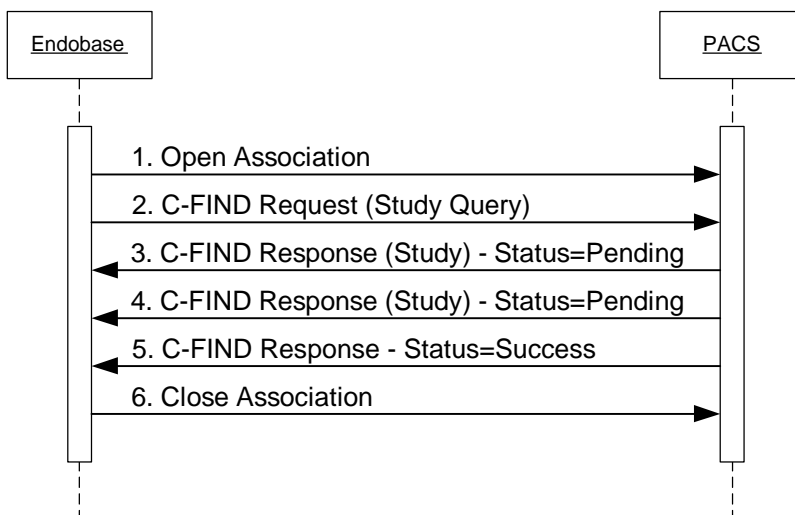 Endobase
PACS
1. Open Association
2. C-FIND Request (Study Query)
3. C-FIND Response (Study) - Status=Pending
4. C-FIND Response (Study) - Status=Pending
5. C-FIND Response - Status=Success
6. Close Association